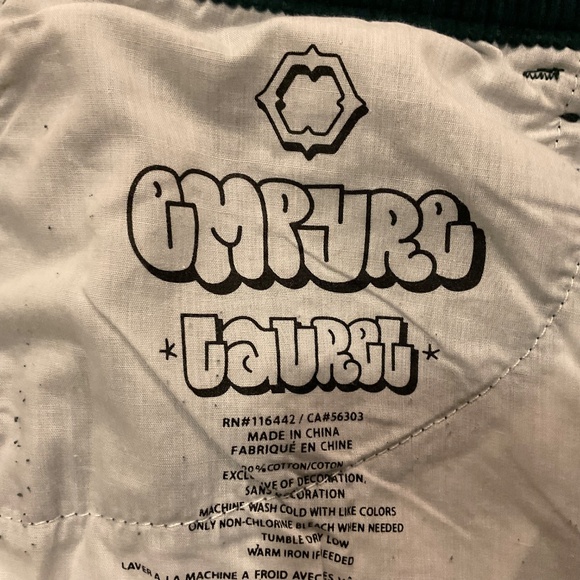 EMPYRE
*LAUREL*
RN#116442 / CA#56303
MADE IN CHINA
FABRIQUÉ EN CHINE
COTTON/COTON
OF DECORATION,
MACHINE WASH COLD WITH LIKE COLORS
ONLY NON-CHLORINE BLEACH WHEN NEEDED
TUMBLE DRY LOW
WARM IRON IF
LAVER A LA MACHINE A FROID